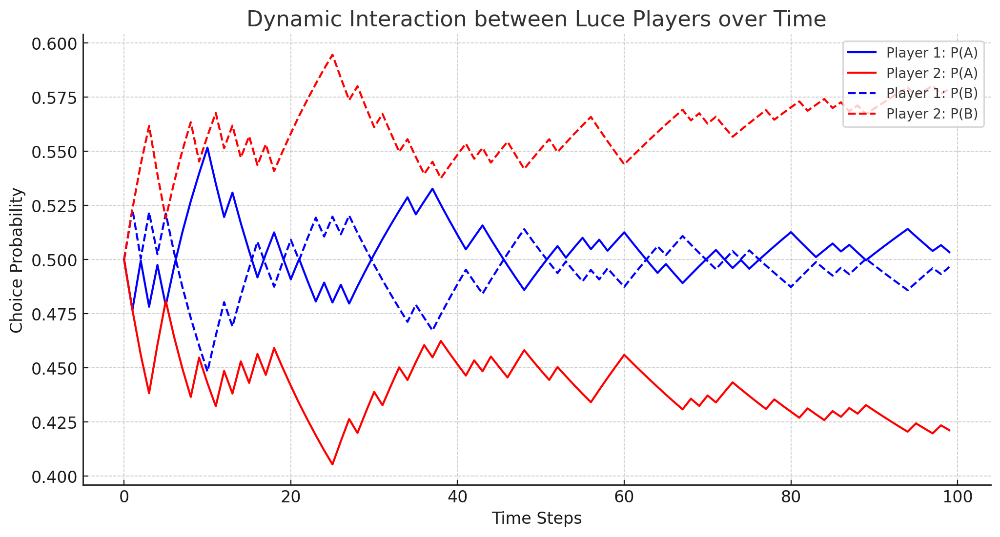 Dynamic Interaction between Luce Players over Time
Choice Probability
0.600
0.575
0.550
0.525
0.500
0.475
0.450
0.425
0.400
Player 1: P(A)
Player 2: P(A)
Player 1: P(B)
Player 2: P(B)
0 20 40 60 80 100
Time Steps